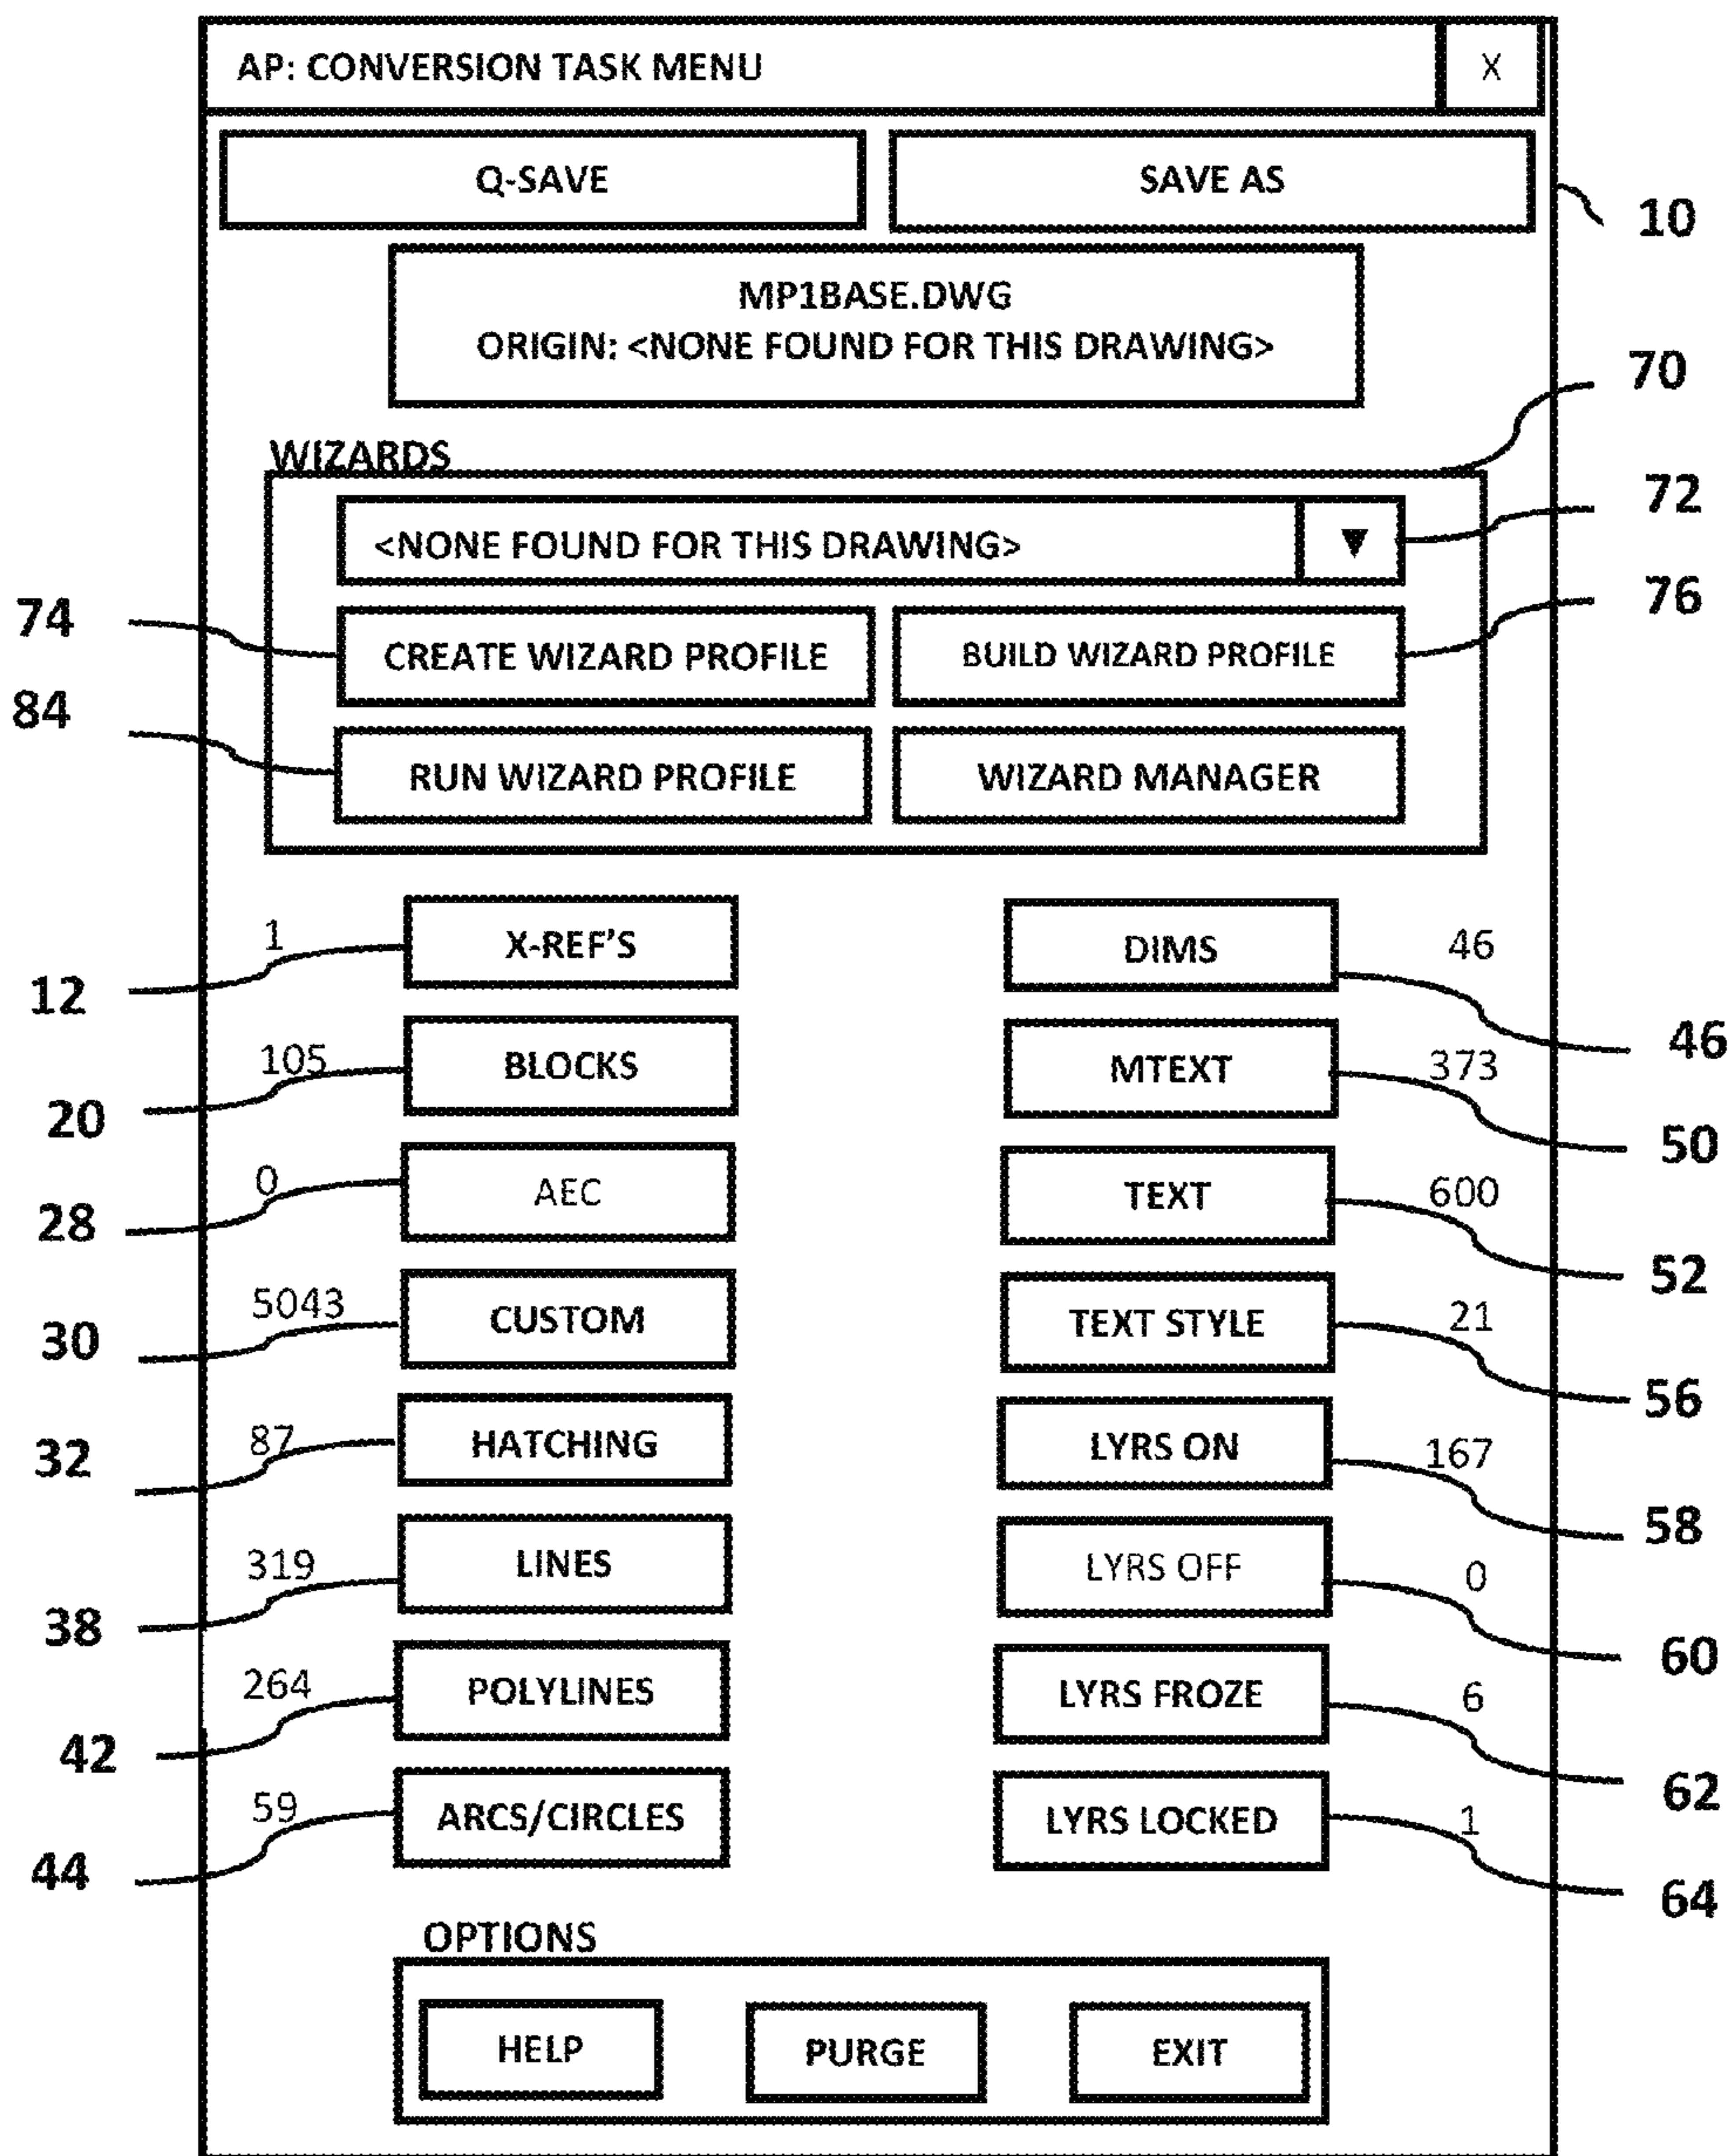 AP: CONVERSION TASK MENU X
Q-SAVE SAVE AS
10
MP1BASE.DWG
ORIGIN: <NONE FOUND FOR THIS DRAWING>
70
WIZARDS
<NONE FOUND FOR THIS DRAWING> ▼ 72
74 CREATE WIZARD PROFILE BUILD WIZARD PROFILE 76
84 RUN WIZARD PROFILE WIZARD MANAGER
1 X-REF'S DIMS 46
12 46
105 BLOCKS MTEXT 373
20 50
0 AEC TEXT 600
28 52
5043 CUSTOM TEXT STYLE 21
30 56
87 HATCHING LYRS ON 167
32 58
319 LINES LYRS OFF 0
38 60
264 POLYLINES LYRS FROZE 6
42 62
59 ARCS/CIRCLES LYRS LOCKED 1
44 64
OPTIONS
HELP PURGE EXIT